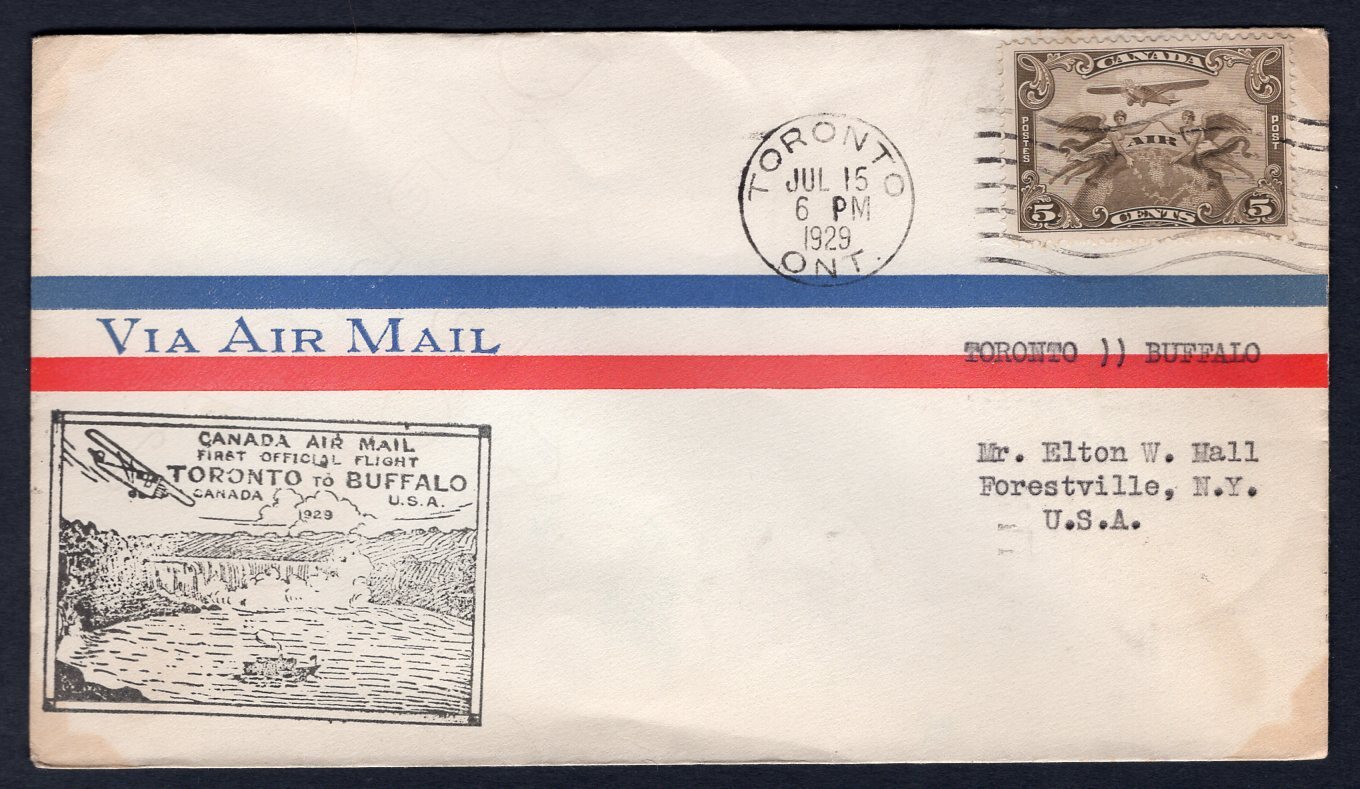 CANADA
AIR
POSTES
POST
5 CENTS 5
TORONTO
JUL 15
6 PM
1929
ONT.
VIA AIR MAIL
TORONTO )) BUFFALO
CANADA AIR MAIL
FIRST OFFICIAL FLIGHT
TORONTO TO BUFFALO
CANADA U.S.A.
1929
Mr. Elton W. Hall
Forestville, N.Y.
U.S.A.